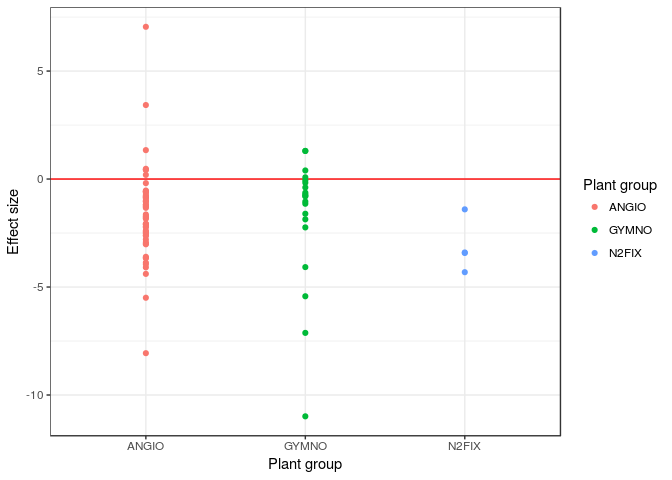 5
0
-5
-10
Effect size
ANGIO
GYMNO
N2FIX
Plant group
Plant group
ANGIO
GYMNO
N2FIX